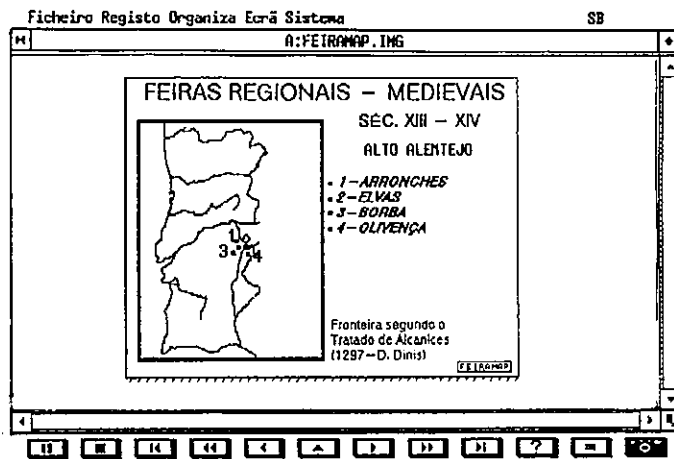 Ficheiro Registo Organiza Ecrã Sistema SB
A:FEIRAMAP.IMG
FEIRAS REGIONAIS – MEDIEVAIS
SÉC. XIII – XIV
ALTO ALENTEJO
1–ARRONCHES
2–ELVAS
3–BORBA
4–OLIVENÇA
1
3 4
Fronteira segundo o
Tratado de Alcanices
(1297–D. Dinis)
FEIRAMAP
?